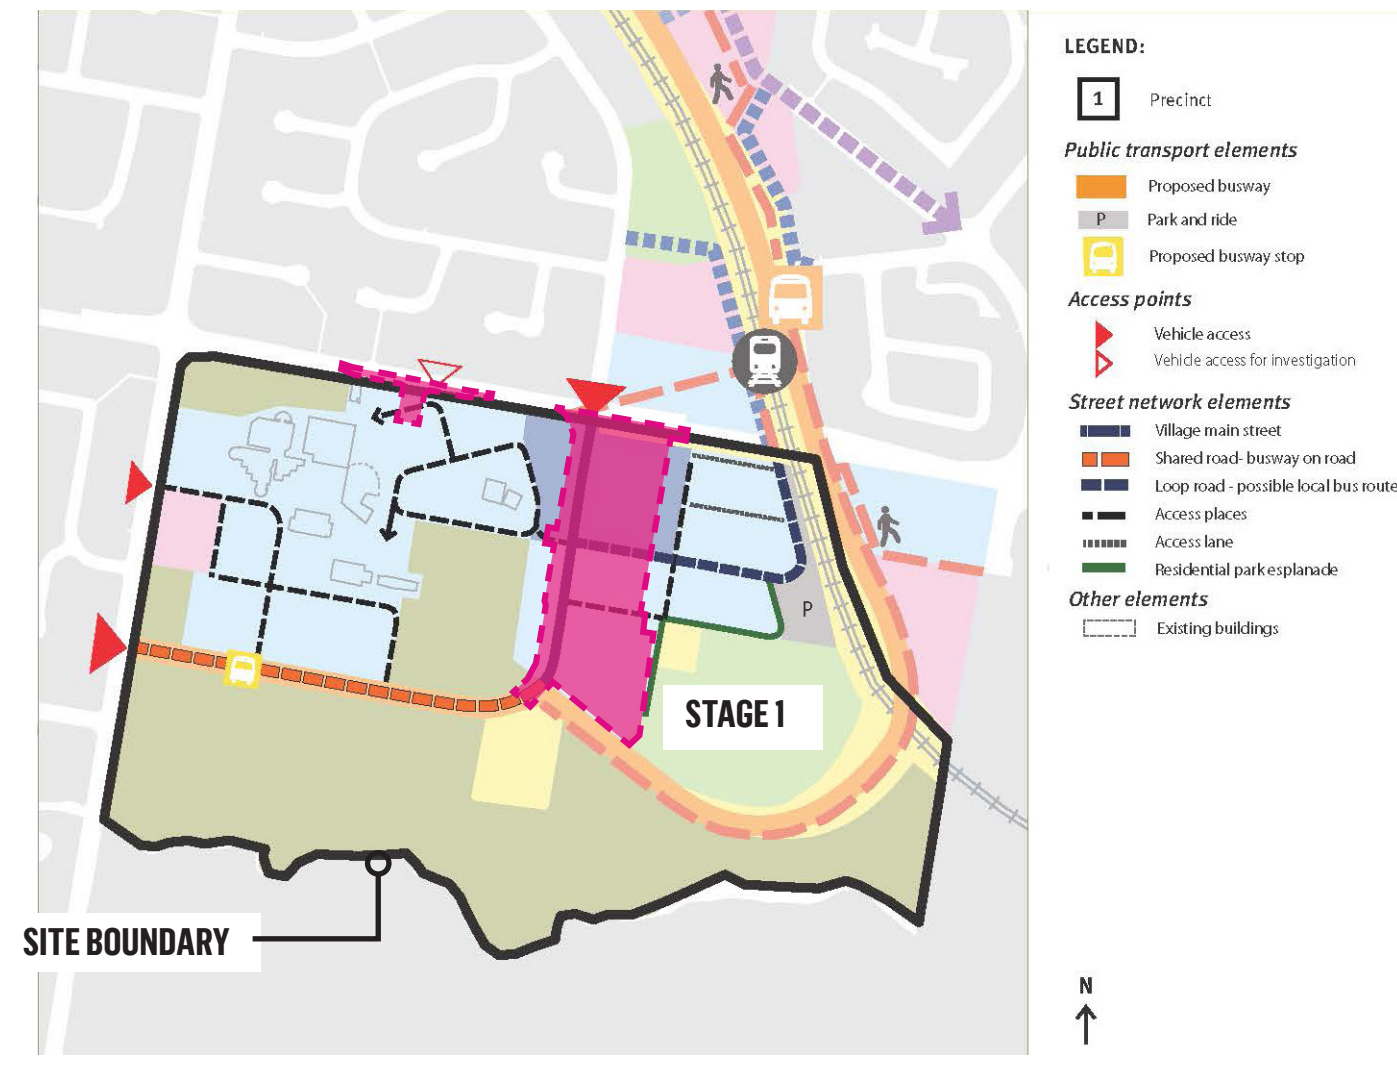 LEGEND:
1 Precinct
Public transport elements
Proposed busway
P Park and ride
Proposed busway stop
Access points
Vehicle access
Vehicle access for investigation
Street network elements
Village main street
Shared road- busway on road
Loop road - possible local bus route
Access places
Access lane
Residential park esplanade
Other elements
Existing buildings
P
STAGE 1
SITE BOUNDARY
N